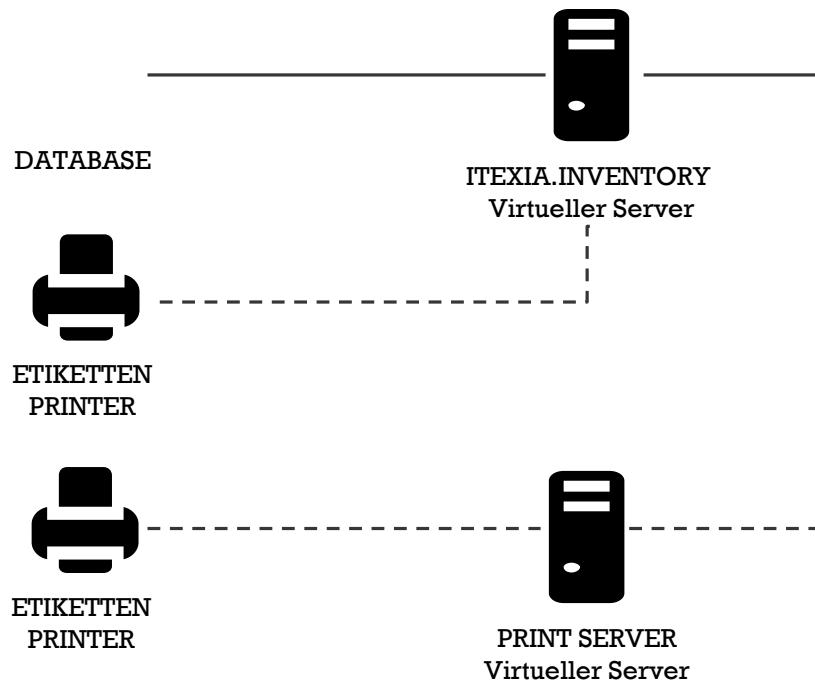 DATABASE
ITEXIA.INVENTORY
Virtueller Server
ETIKETTEN
PRINTER
ETIKETTEN
PRINTER
PRINT SERVER
Virtueller Server